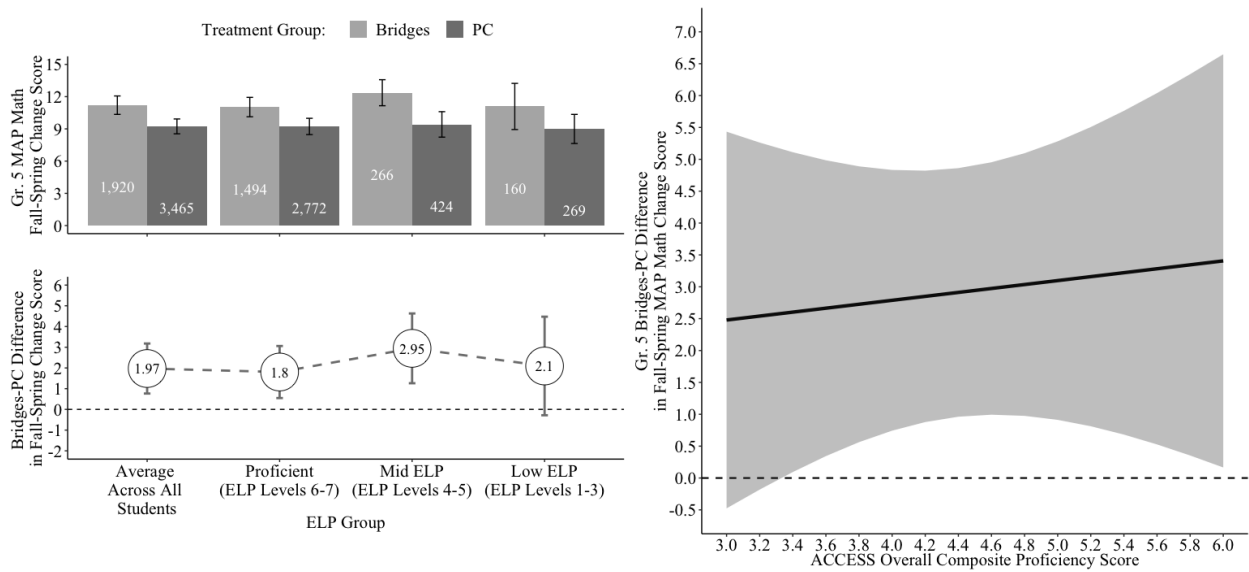 Treatment Group: Bridges PC
Gr. 5 MAP Math
Fall-Spring Change Score
15
12
9
6
3
0
1,920
3,465
1,494
2,772
266
424
160
269
Bridges-PC Difference
in Fall-Spring Change Score
6
5
4
3
2
1
0
-1
-2
1.97
1.8
2.95
2.1
Average
Across All
Students
Proficient
(ELP Levels 6-7)
Mid ELP
(ELP Levels 4-5)
Low ELP
(ELP Levels 1-3)
ELP Group
Gr. 5 Bridges-PC Difference
in Fall-Spring MAP Math Change Score
7.0
6.5
6.0
5.5
5.0
4.5
4.0
3.5
3.0
2.5
2.0
1.5
1.0
0.5
0.0
-0.5
3.0 3.2 3.4 3.6 3.8 4.0 4.2 4.4 4.6 4.8 5.0 5.2 5.4 5.6 5.8 6.0
ACCESS Overall Composite Proficiency Score